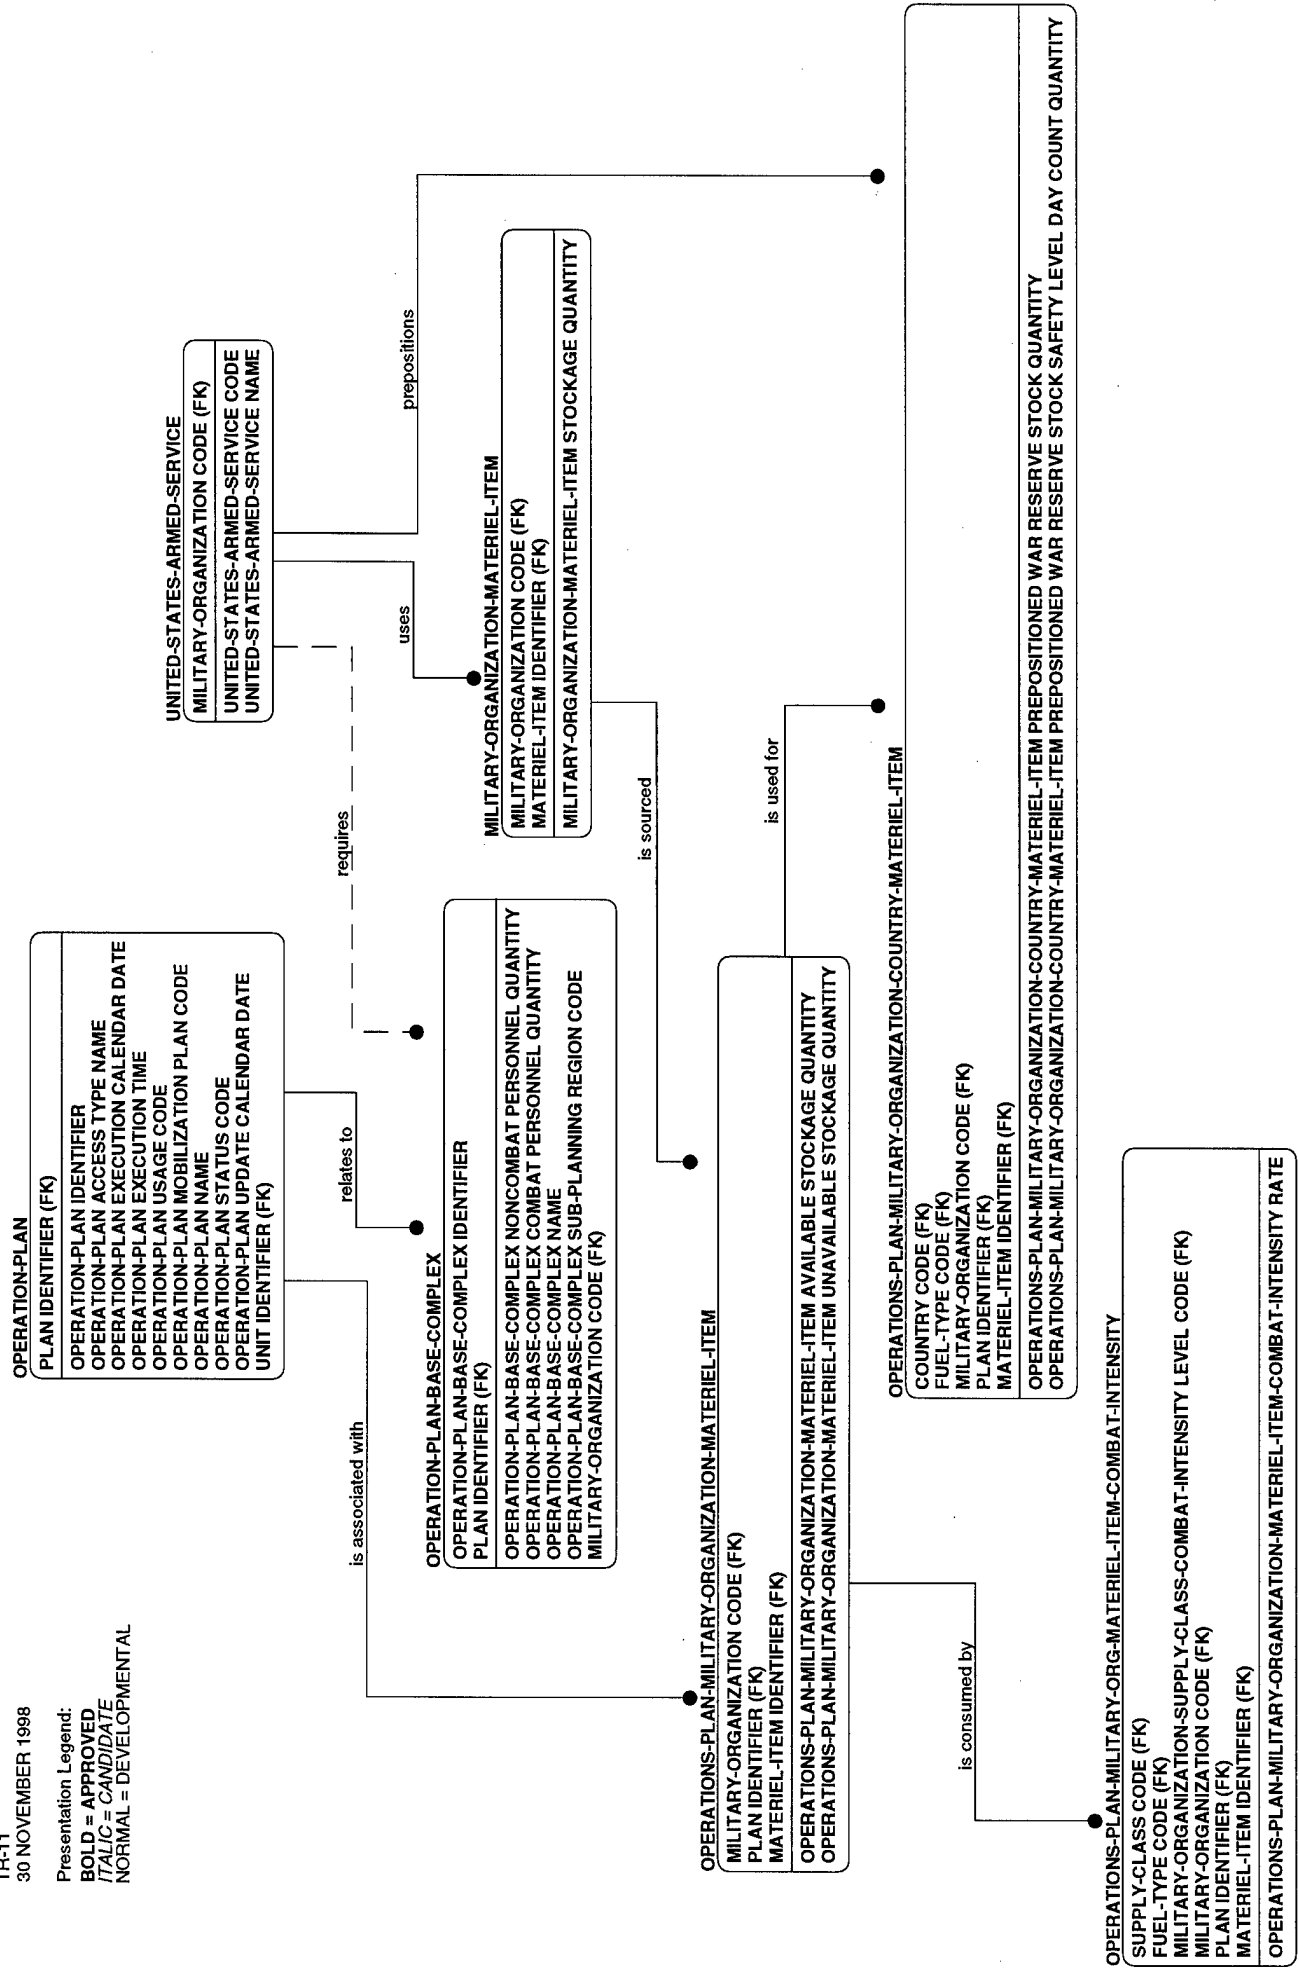 TR-11
30 NOVEMBER 1998
Presentation Legend:
BOLD = APPROVED
ITALIC = CANDIDATE
NORMAL = DEVELOPMENTAL
OPERATION-PLAN
PLAN IDENTIFIER (FK)
OPERATION-PLAN IDENTIFIER
OPERATION-PLAN ACCESS TYPE NAME
OPERATION-PLAN EXECUTION CALENDAR DATE
OPERATION-PLAN EXECUTION TIME
OPERATION-PLAN USAGE CODE
OPERATION-PLAN MOBILIZATION PLAN CODE
OPERATION-PLAN NAME
OPERATION-PLAN STATUS CODE
OPERATION-PLAN UPDATE CALENDAR DATE
UNIT IDENTIFIER (FK)
UNITED-STATES-ARMED-SERVICE
MILITARY-ORGANIZATION CODE (FK)
UNITED-STATES-ARMED-SERVICE CODE
UNITED-STATES-ARMED-SERVICE NAME
is associated with
relates to
requires
uses
prepositions
OPERATION-PLAN-BASE-COMPLEX
OPERATION-PLAN-BASE-COMPLEX IDENTIFIER
PLAN IDENTIFIER (FK)
OPERATION-PLAN-BASE-COMPLEX NONCOMBAT PERSONNEL QUANTITY
OPERATION-PLAN-BASE-COMPLEX COMBAT PERSONNEL QUANTITY
OPERATION-PLAN-BASE-COMPLEX NAME
OPERATION-PLAN-BASE-COMPLEX SUB-PLANNING REGION CODE
MILITARY-ORGANIZATION CODE (FK)
MILITARY-ORGANIZATION-MATERIEL-ITEM
MILITARY-ORGANIZATION CODE (FK)
MATERIEL-ITEM IDENTIFIER (FK)
MILITARY-ORGANIZATION-MATERIEL-ITEM STOCKAGE QUANTITY
is sourced
OPERATIONS-PLAN-MILITARY-ORGANIZATION-MATERIEL-ITEM
MILITARY-ORGANIZATION CODE (FK)
PLAN IDENTIFIER (FK)
MATERIEL-ITEM IDENTIFIER (FK)
OPERATIONS-PLAN-MILITARY-ORGANIZATION-MATERIEL-ITEM AVAILABLE STOCKAGE QUANTITY
OPERATIONS-PLAN-MILITARY-ORGANIZATION-MATERIEL-ITEM UNAVAILABLE STOCKAGE QUANTITY
is used for
OPERATIONS-PLAN-MILITARY-ORGANIZATION-COUNTRY-MATERIEL-ITEM
COUNTRY CODE (FK)
FUEL-TYPE CODE (FK)
MILITARY-ORGANIZATION CODE (FK)
PLAN IDENTIFIER (FK)
MATERIEL-ITEM IDENTIFIER (FK)
OPERATIONS-PLAN-MILITARY-ORGANIZATION-COUNTRY-MATERIEL-ITEM PREPOSITIONED WAR RESERVE STOCK QUANTITY
OPERATIONS-PLAN-MILITARY-ORGANIZATION-COUNTRY-MATERIEL-ITEM PREPOSITIONED WAR RESERVE STOCK SAFETY LEVEL DAY COUNT QUANTITY
is consumed by
OPERATIONS-PLAN-MILITARY-ORG-MATERIEL-ITEM-COMBAT-INTENSITY
SUPPLY-CLASS CODE (FK)
FUEL-TYPE CODE (FK)
MILITARY-ORGANIZATION-SUPPLY-CLASS-COMBAT-INTENSITY LEVEL CODE (FK)
MILITARY-ORGANIZATION CODE (FK)
PLAN IDENTIFIER (FK)
MATERIEL-ITEM IDENTIFIER (FK)
OPERATIONS-PLAN-MILITARY-ORGANIZATION-MATERIEL-ITEM-COMBAT-INTENSITY RATE